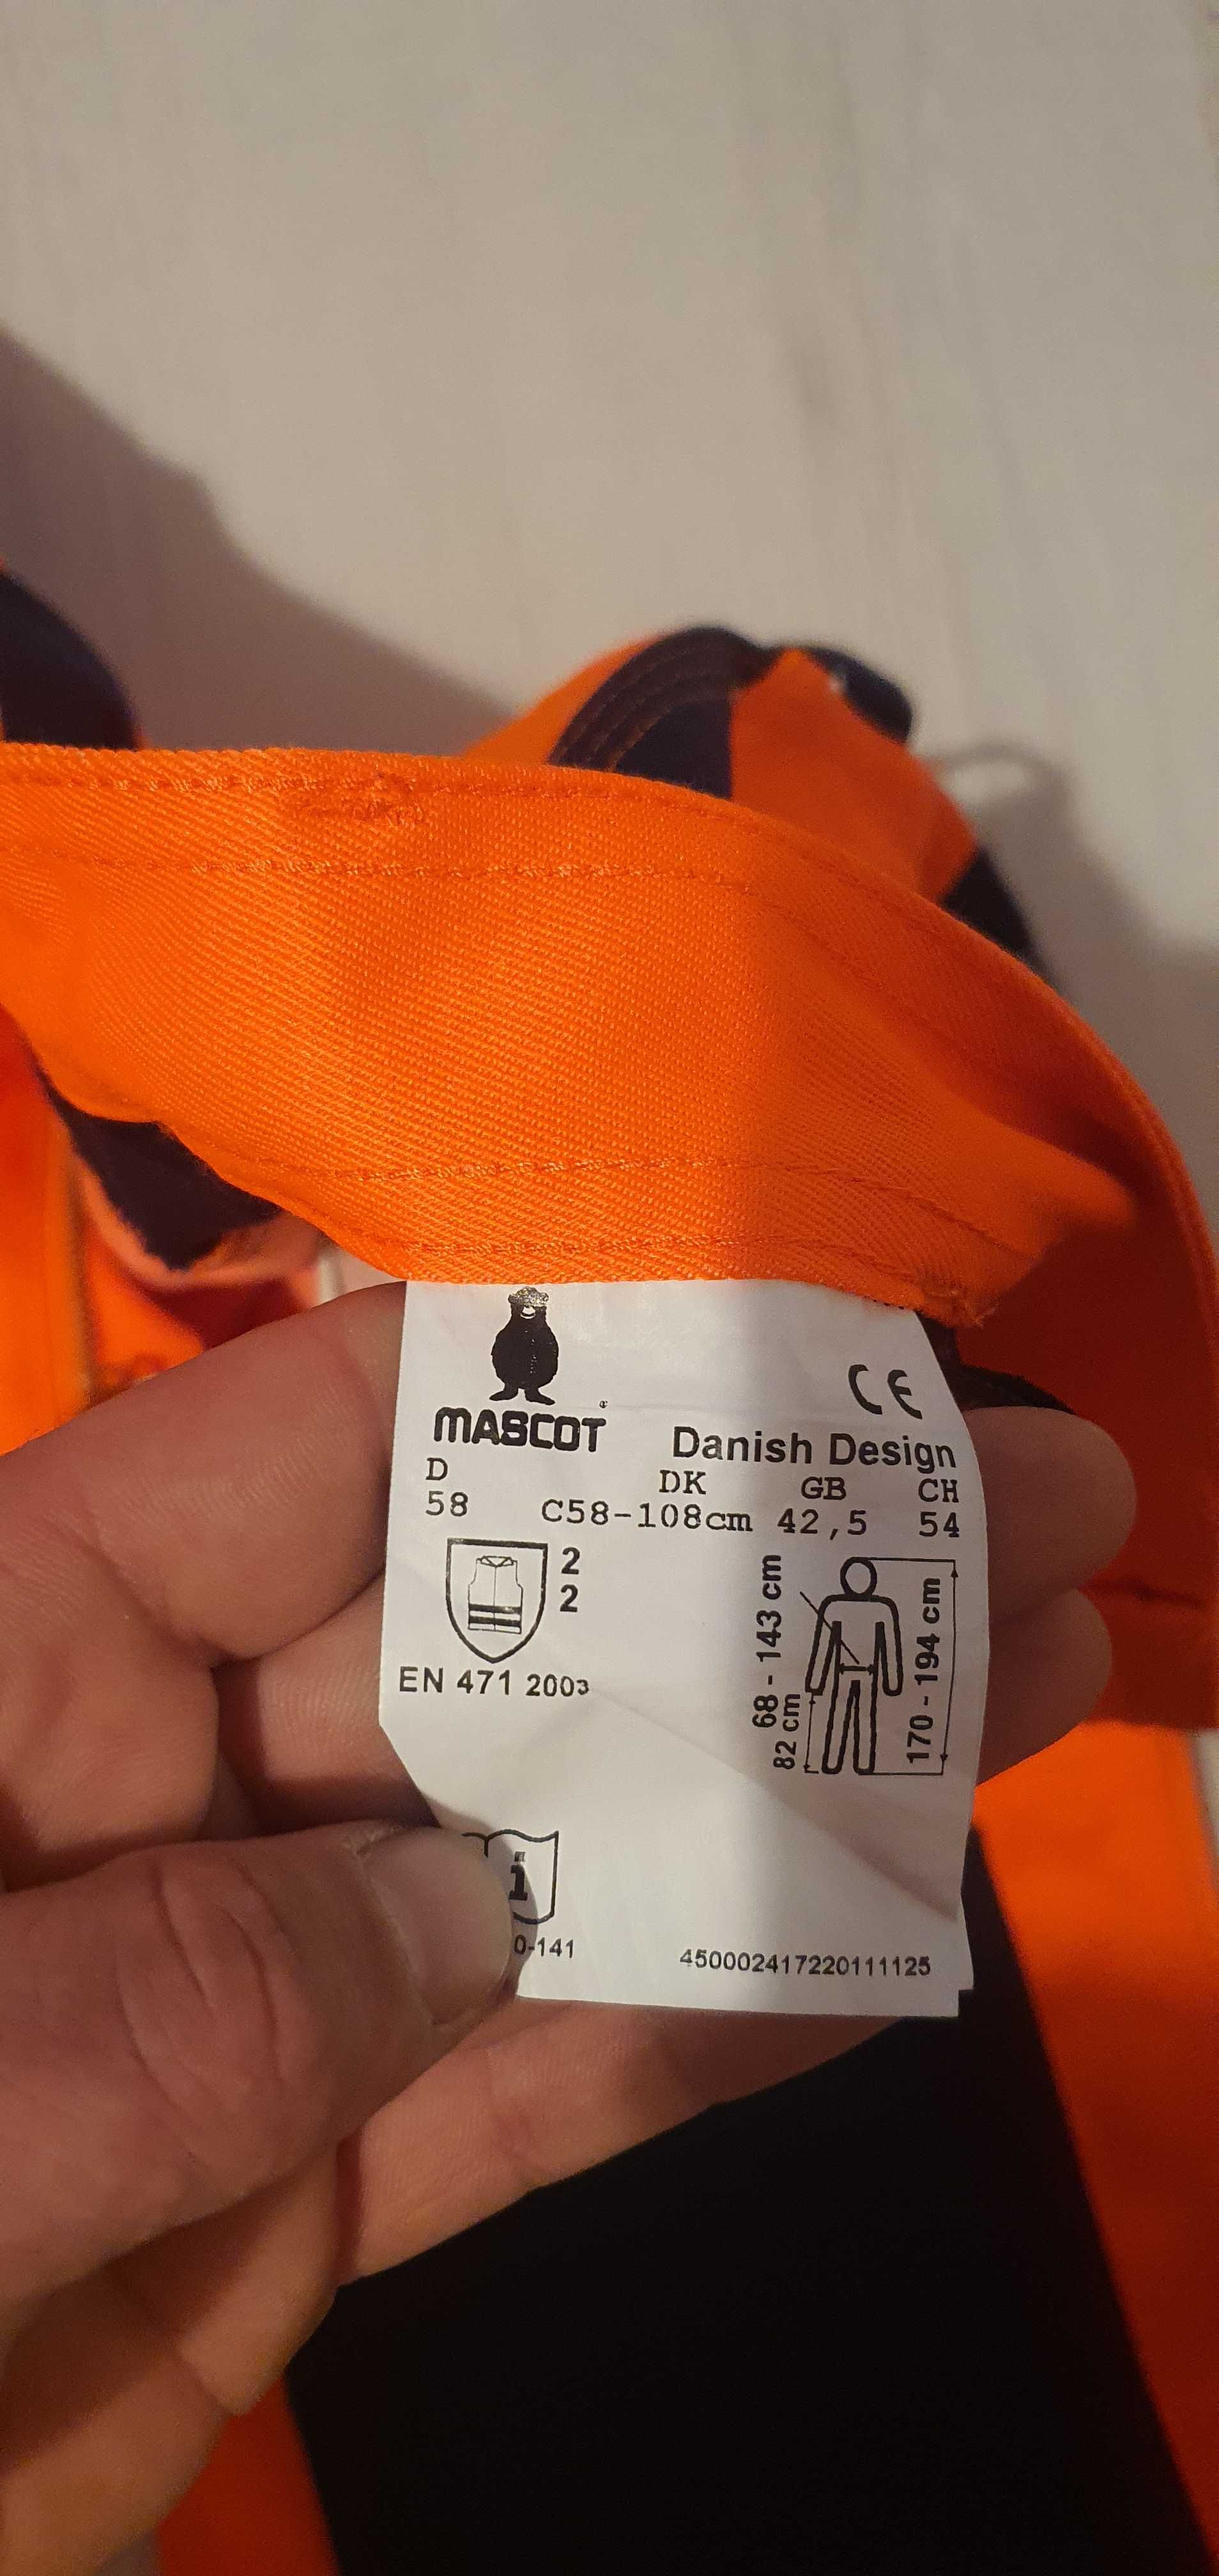 MASCOT
CE
Danish Design
D DK GB CH
58 C58-108cm 42,5 54
2
2
EN 471 2003
68 - 143 cm
82 cm
170 - 194 cm
i
0-141
450002417220111125